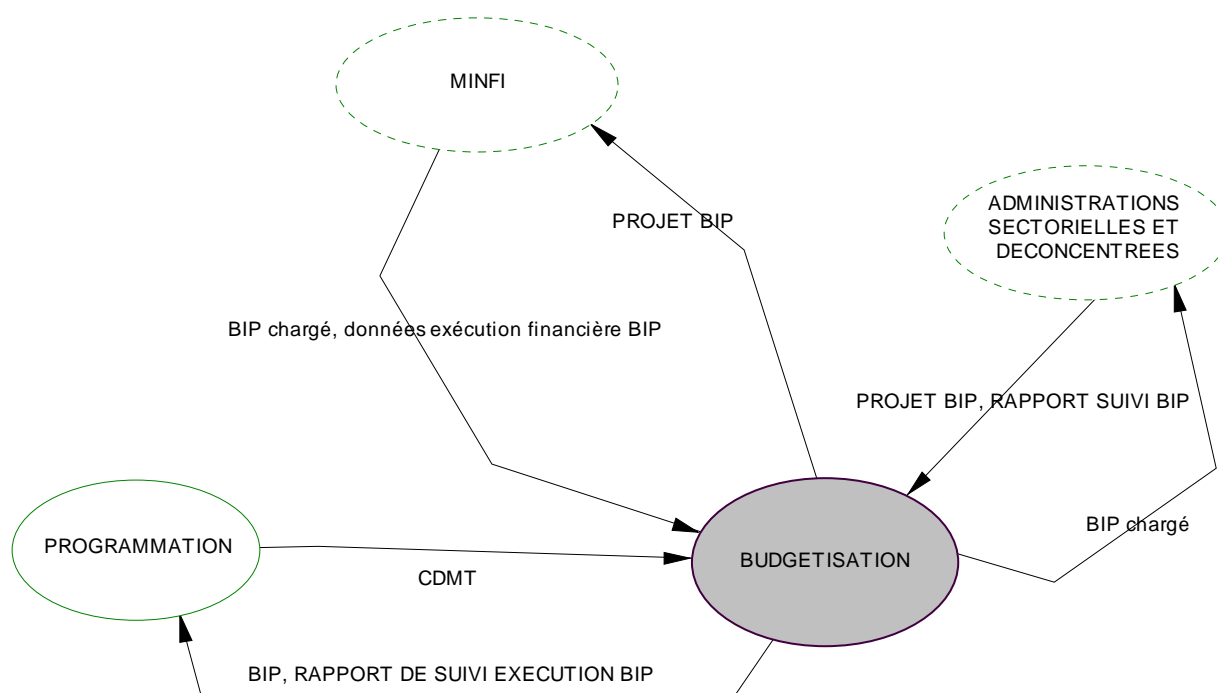 MINFI
ADMINISTRATIONS
SECTORIELLES ET
DECONCENTREES
PROJET BIP
BIP chargé, données exécution financière BIP
PROJET BIP, RAPPORT SUIVI BIP
BIP chargé
PROGRAMMATION
BUDGETISATION
CDMT
BIP, RAPPORT DE SUIVI EXECUTION BIP